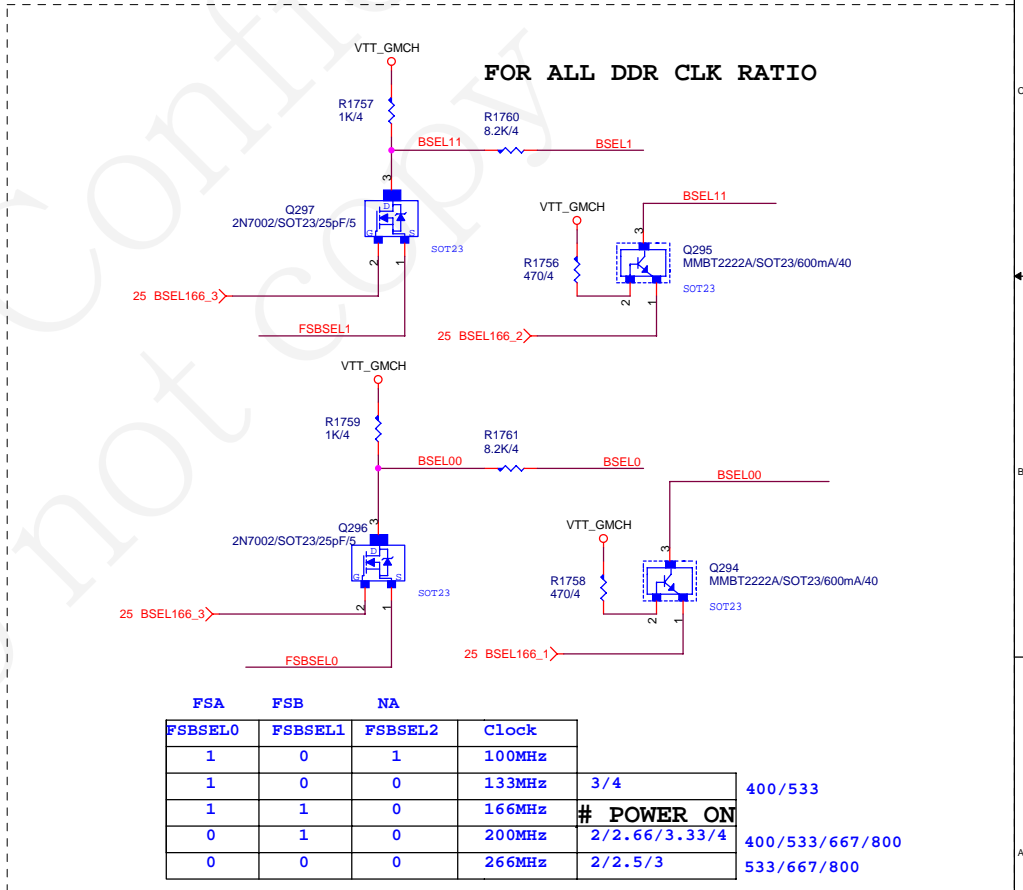 VTT_GMCH
FOR ALL DDR CLK RATIO
C
R1757
1K/4
R1760
8.2K/4
BSEL11
BSEL1
3
D
Q297
2N7002/SOT23/25pF/5
G
S
SOT23
2
1
25 BSEL166_3
FSBSEL1
VTT_GMCH
BSEL11
3
R1756
470/4
Q295
MMBT2222A/SOT23/600mA/40
SOT23
2
1
25 BSEL166_2
VTT_GMCH
R1759
1K/4
R1761
8.2K/4
BSEL00
BSEL0
B
3
D
Q296
2N7002/SOT23/25pF/5
G
S
SOT23
2
1
25 BSEL166_3
FSBSEL0
BSEL00
VTT_GMCH
3
R1758
470/4
Q294
MMBT2222A/SOT23/600mA/40
SOT23
2
1
25 BSEL166_1
FSA FSB NA
FSBSEL0 FSBSEL1 FSBSEL2 Clock
1 0 1 100MHz
1 0 0 133MHz 3/4 400/533
1 1 0 166MHz # POWER ON
0 1 0 200MHz 2/2.66/3.33/4 400/533/667/800
0 0 0 266MHz 2/2.5/3 533/667/800
A
Confi
not copy